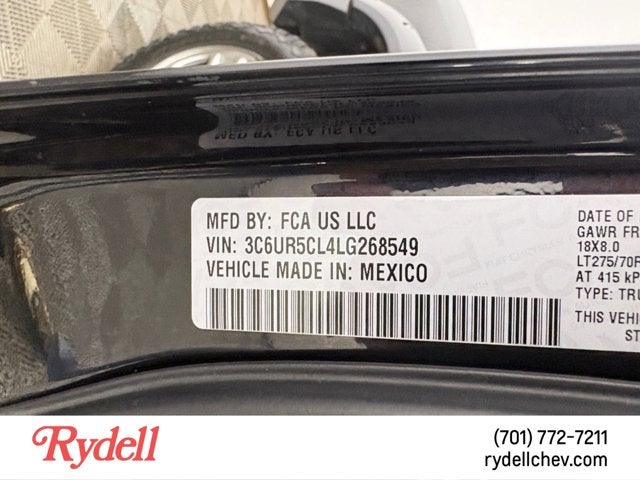 MFD BY: FCA US LLC
VIN: 3C6UR5CL4LG268549
VEHICLE MADE IN: MEXICO
DATE OF
GAWR FR
18X8.0
LT275/70R
AT 415 kP
TYPE: TR
THIS VEHI
ST
Rydell
(701) 772-7211
rydellchev.com